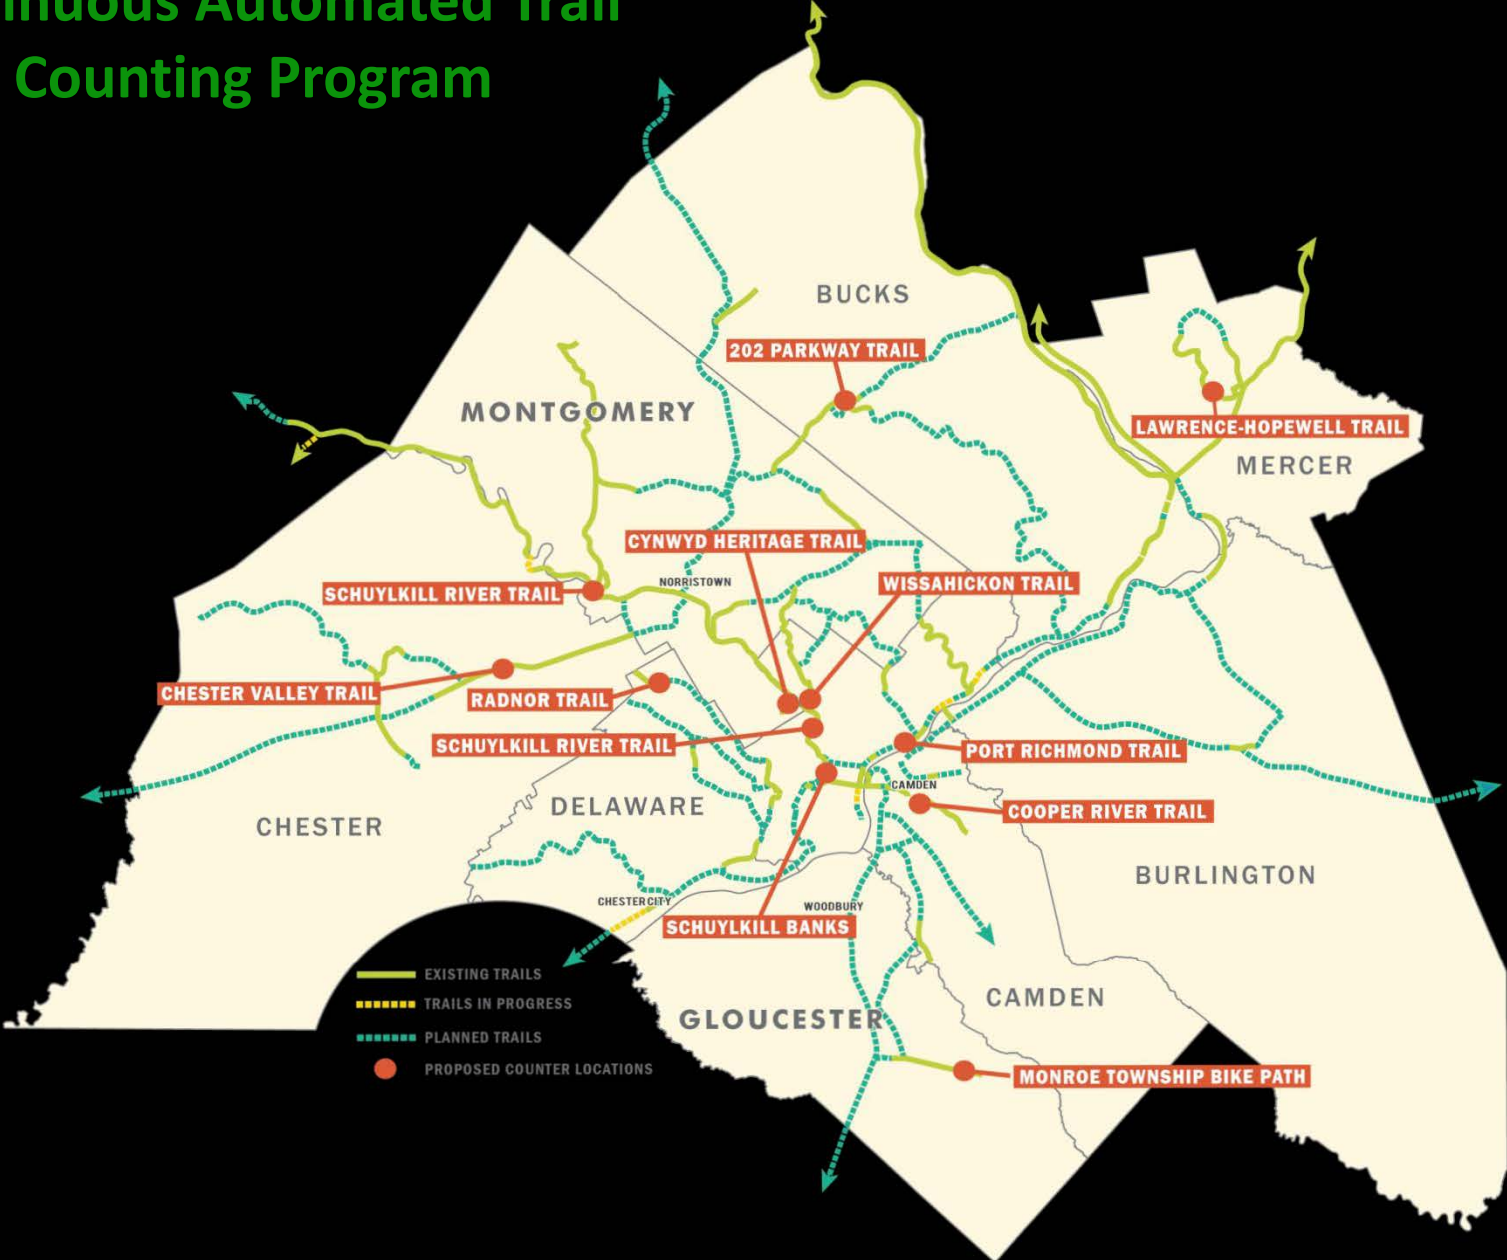 Automated Trail
Counting Program
BUCKS
202 PARKWAY TRAIL
MONTGOMERY
LAWRENCE-HOPEWELL TRAIL
MERCER
CYNWYD HERITAGE TRAIL
NORRISTOWN
WISSAHICKON TRAIL
SCHUYLKILL RIVER TRAIL
CHESTER VALLEY TRAIL
RADNOR TRAIL
SCHUYLKILL RIVER TRAIL
PORT RICHMOND TRAIL
CAMDEN
DELAWARE
COOPER RIVER TRAIL
CHESTER
BURLINGTON
CHESTER CITY
WOODBURY
SCHUYLKILL BANKS
EXISTING TRAILS
TRAILS IN PROGRESS
PLANNED TRAILS
PROPOSED COUNTER LOCATIONS
CAMDEN
GLOUCESTER
MONROE TOWNSHIP BIKE PATH